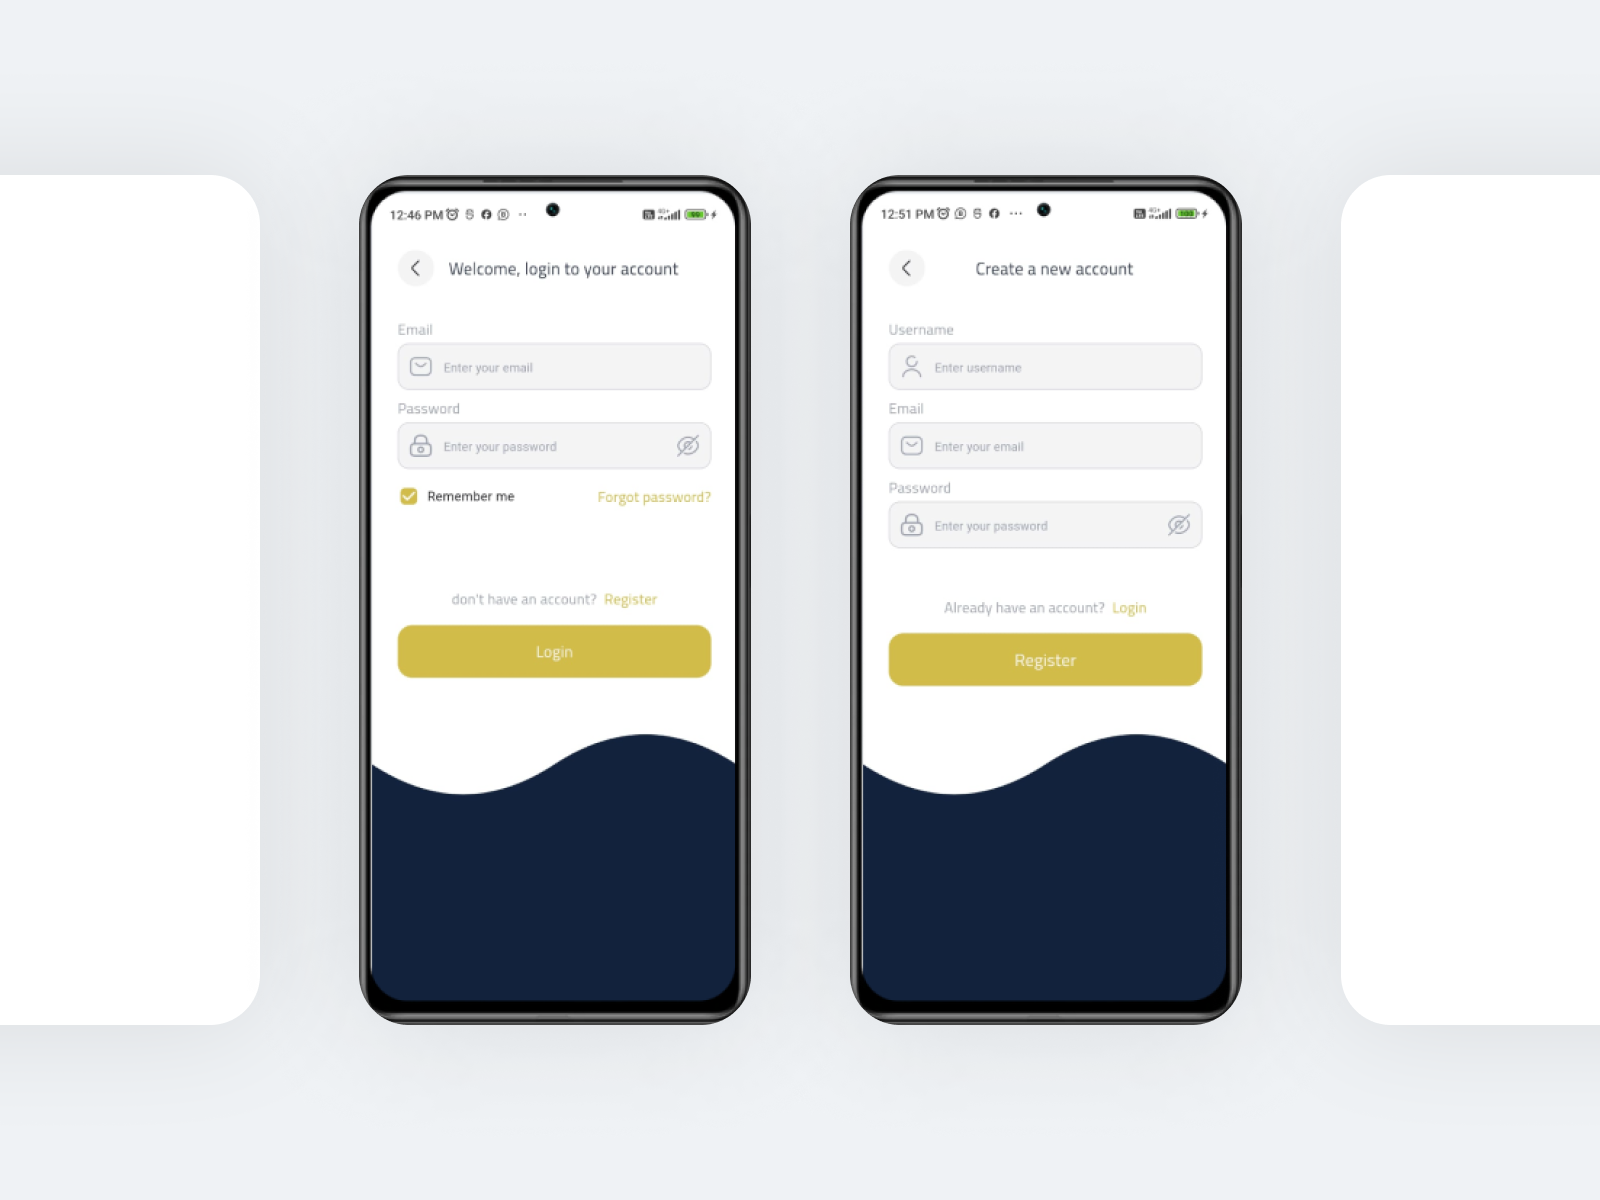 12:46 PM
Welcome, login to your account
Email
Enter your email
Password
Enter your password
Remember me
Forgot password?
don't have an account? Register
Login
12:51 PM
Create a new account
Username
Enter username
Email
Enter your email
Password
Enter your password
Already have an account? Login
Register